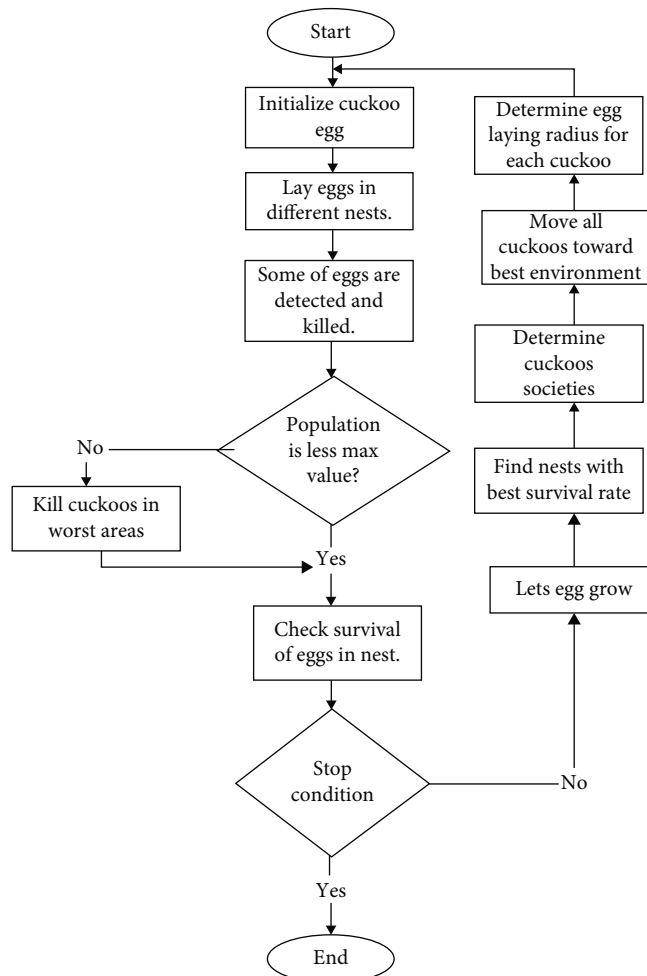 Start
Initialize cuckoo
egg
Lay eggs in
different nests.
Some of eggs are
detected and
killed.
Population
is less max
value?
No
Kill cuckoos in
worst areas
Yes
Check survival
of eggs in nest.
Stop
condition
No
Yes
End
Lets egg grow
Find nests with
best survival rate
Determine
cuckoos
societies
Move all
cuckoos toward
best environment
Determine egg
laying radius for
each cuckoo